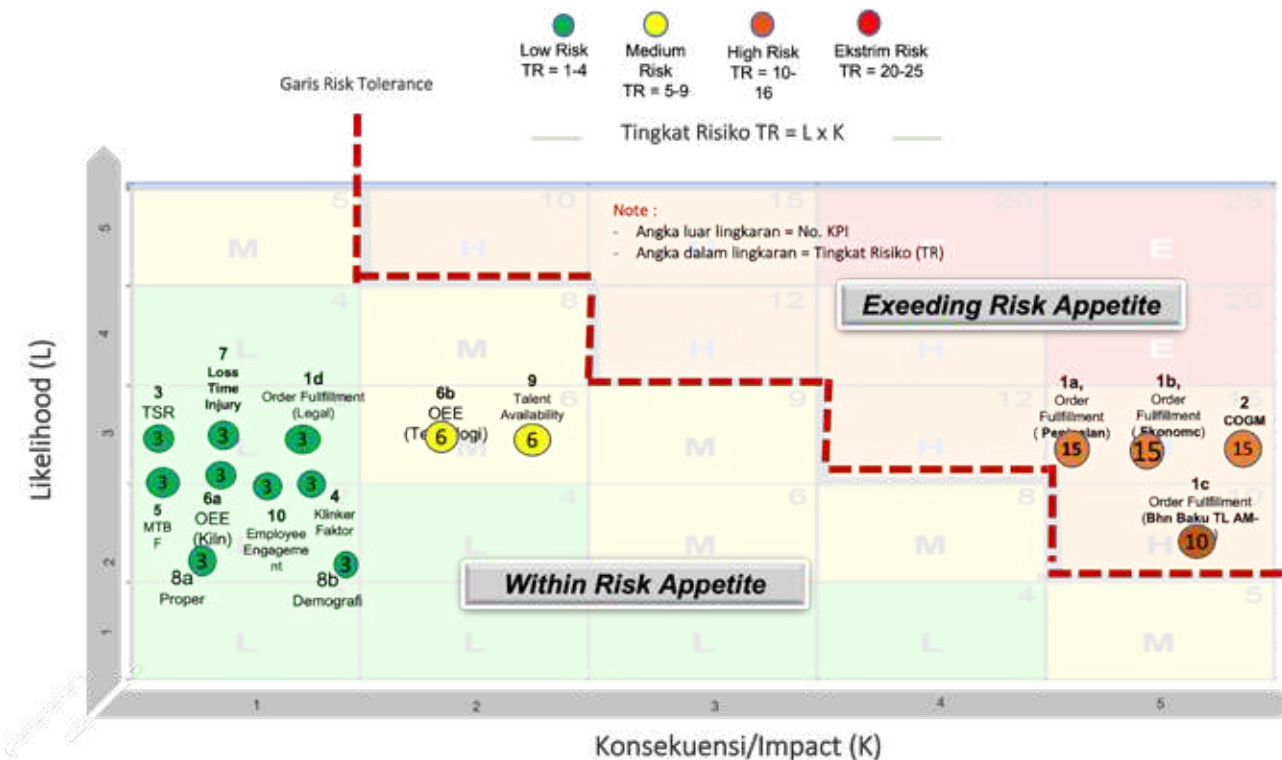 Low Risk
TR = 1-4
Medium
Risk
TR = 5-9
High Risk
TR = 10-
16
Ekstrim Risk
TR = 20-25
Garis Risk Tolerance
Tingkat Risiko TR = L x K
Note :
- Angka luar lingkaran = No. KPI
- Angka dalam lingkaran = Tingkat Risiko (TR)
Exeeding Risk Appetite
Within Risk Appetite
Likelihood (L)
5
4
3
2
1
5
M
10
H
15
20
25
E
4
L
8
M
12
H
H
20
E
L
M
9
M
12
H
15
4
L
6
M
8
M
10
H
L
L
L
4
L
5
M
3
TSR
3
7
Loss
Time
Injury
3
1d
Order Fullfillment
(Legal)
3
6b
OEE
6
9
Talent
Availability
6
1a,
Order
Fullfillment
15
1b,
Order
Fullfillment
( Ekonomc)
15
2
COGM
15
3
5
MTB
F
3
6a
OEE
(Kiln)
3
10
Employee
Engageme
nt
3
4
Klinker
Faktor
3
8a
Proper
3
8b
Demografi
1c
Order Fullfillment
(Bhn Baku TL AM-
10
1
2
3
4
5
Konsekuensi/Impact (K)